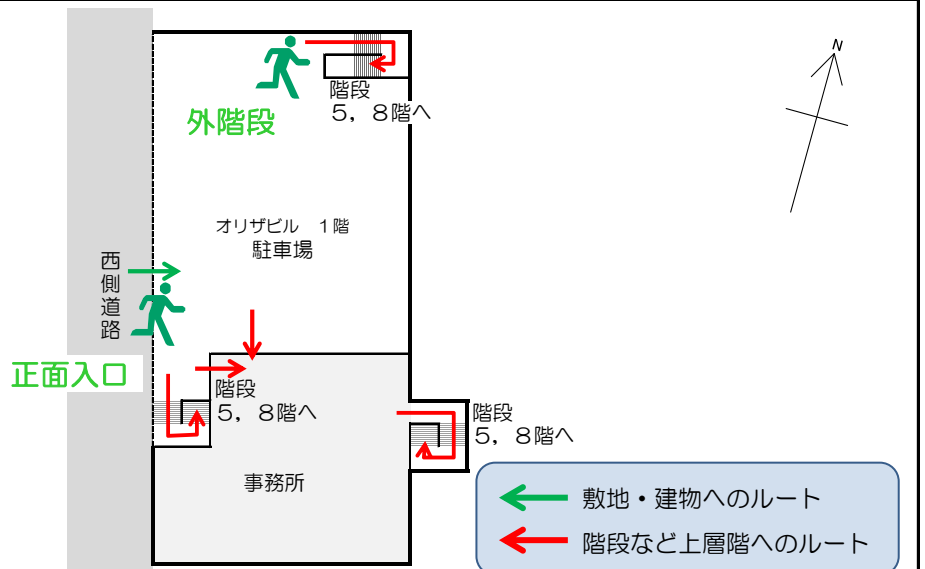 N
階段
5,8階へ
外階段
オリザビル 1階
駐車場
西側道路
正面入口
階段
5,8階へ
階段
5,8階へ
事務所
敷地・建物へのルート
階段など上層階へのルート